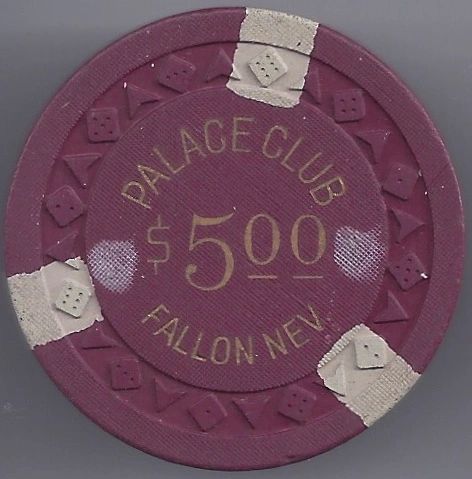 PALACE CLUB
$5.00
FALLON NEV.